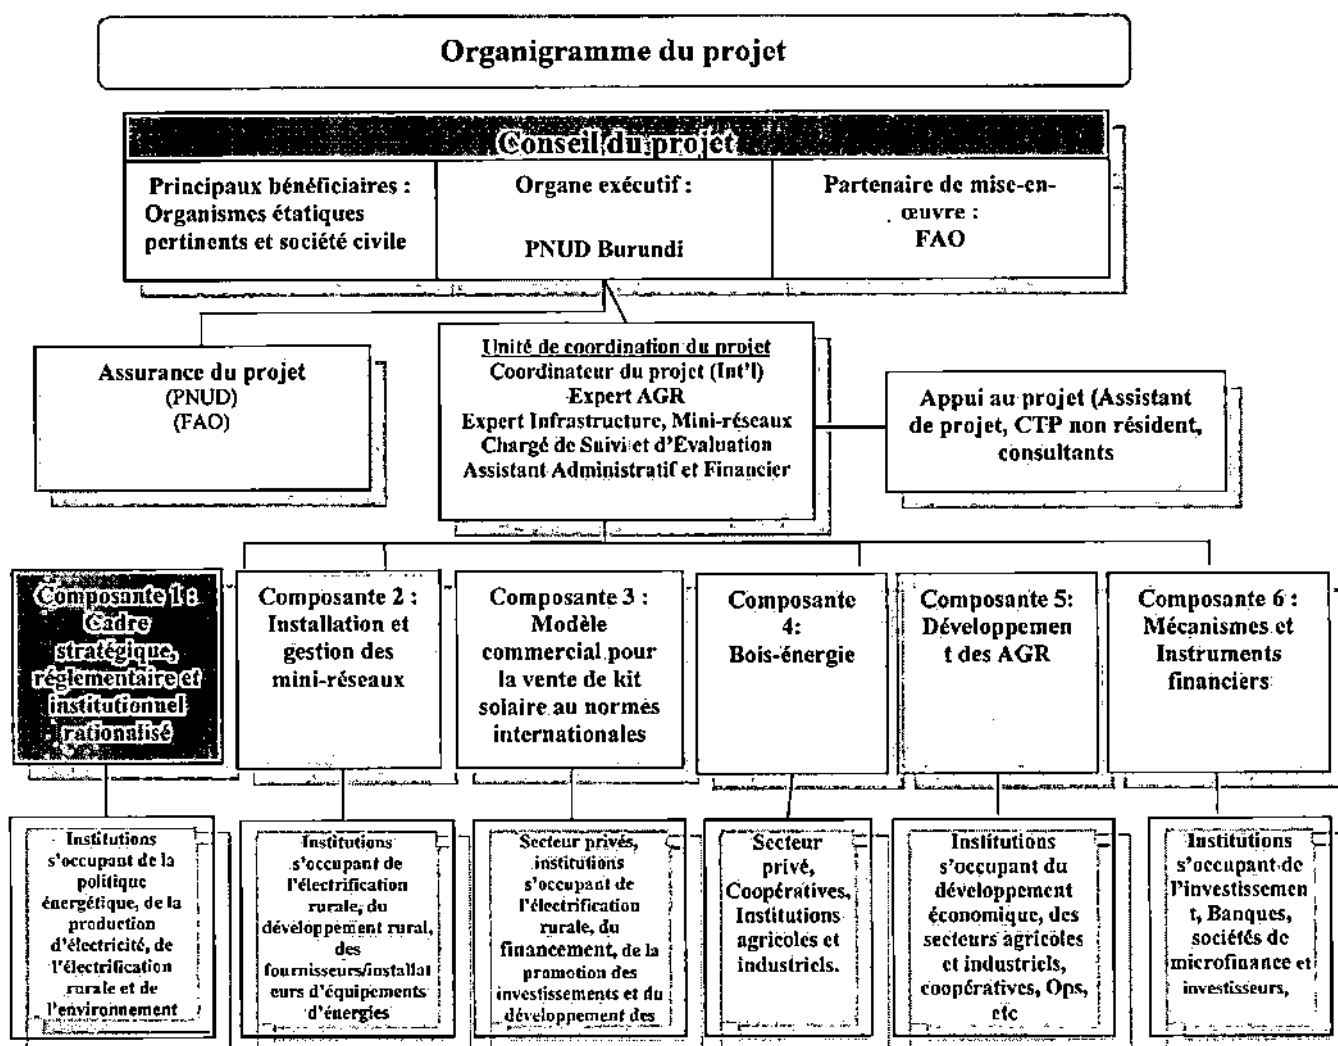 Organigramme du projet
Conseil du projet
Principaux bénéficiaires :
Organismes étatiques
pertinents et société civile
Organe exécutif :
PNUD Burundi
Partenaire de mise-en-
œuvre :
FAO
Assurance du projet
(PNUD)
(FAO)
Unité de coordination du projet
Coordinateur du projet (Int'l)
Expert AGR
Expert Infrastructure, Mini-réseaux
Chargé de Suivi et d'Évaluation
Assistant Administratif et Financier
Appui au projet (Assistant
de projet, CTP non résident,
consultants
Composante 1 :
Cadre
stratégique,
réglementaire et
institutionnel
rationalisé
Composante 2 :
Installation et
gestion des
mini-réseaux
Composante 3 :
Modèle
commercial pour
la vente de kit
solaire au normes
internationales
Composante
4:
Bois-énergie
Composante 5:
Développemen
t des AGR
Composante 6 :
Mécanismes et
Instruments
financiers
Institutions
s'occupant de la
politique
énergétique, de la
production
d'électricité, de
l'électrification
rurale et de
l'environnement
Institutions
s'occupant de
l'électrification
rurale, du
développement rural,
des
fournisseurs/installat
eurs d'équipements
d'énergies
Secteur privés,
institutions
s'occupant de
l'électrification
rurale, du
financement, de la
promotion des
investissements et du
développement des
Secteur
privé,
Coopératives,
Institutions
agricoles et
industriels.
Institutions
s'occupant du
développement
économique, des
secteurs agricoles
et industriels,
coopératives, Ops,
etc
Institutions
s'occupant de
l'investissemen
t, Banques,
sociétés de
microfinance et
investisseurs,